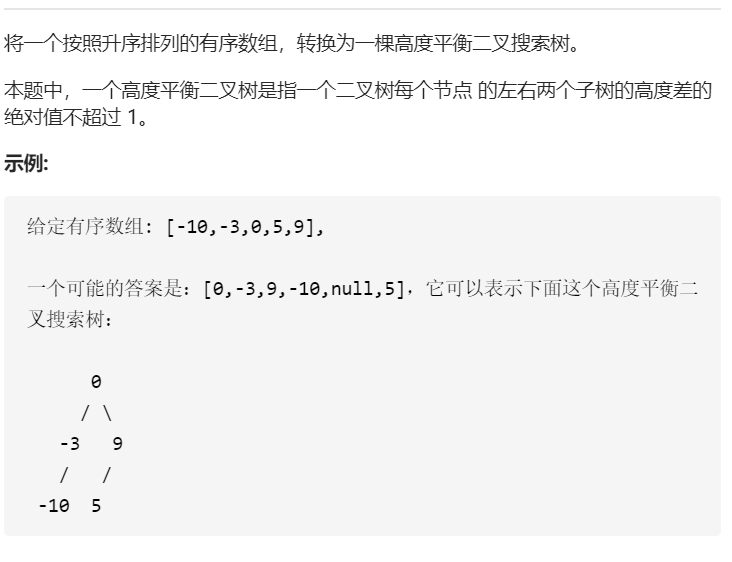 将一个按照升序排列的有序数组，转换为一棵高度平衡二叉搜索树。
本题中，一个高度平衡二叉树是指一个二叉树每个节点 的左右两个子树的高度差的
绝对值不超过 1。
示例:
给定有序数组: [-10,-3,0,5,9],
一个可能的答案是：[0,-3,9,-10,null,5]，它可以表示下面这个高度平衡二
叉搜索树：
0
/ \
-3 9
/ /
-10 5